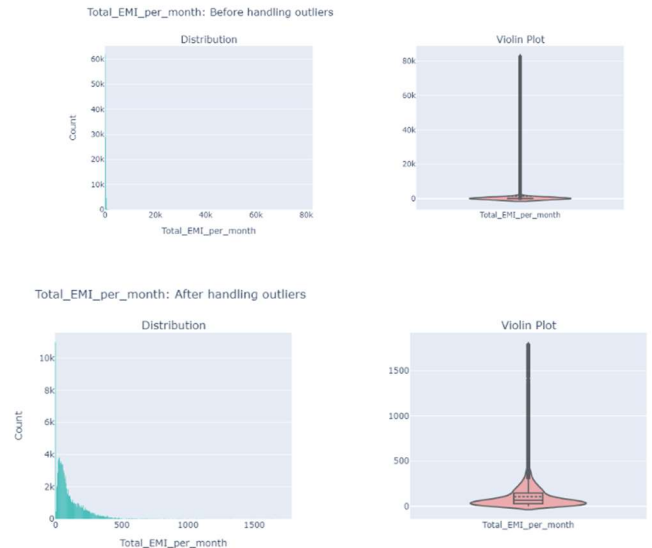 Total_EMI_per_month: Before handling outliers
Distribution
Violin Plot
60k
50k
40k
30k
20k
10k
0
Count
0
20k
40k
60k
80k
Total_EMI_per_month
80k
60k
40k
20k
0
Total_EMI_per_month
Total_EMI_per_month: After handling outliers
Distribution
Violin Plot
10k
8k
6k
4k
2k
0
Count
0
500
1000
1500
Total_EMI_per_month
1500
1000
500
0
Total_EMI_per_month